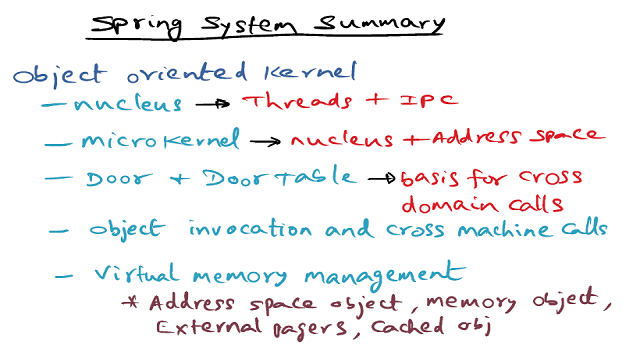 Spring System Summary
Object oriented kernel
- nucleus → Threads + IPC
- microkernel → nucleus + Address space
- Door + Door Table → basis for cross
domain calls
- object invocation and cross machine calls
- Virtual memory management
* Address space object, memory object,
External pagers, Cached obj